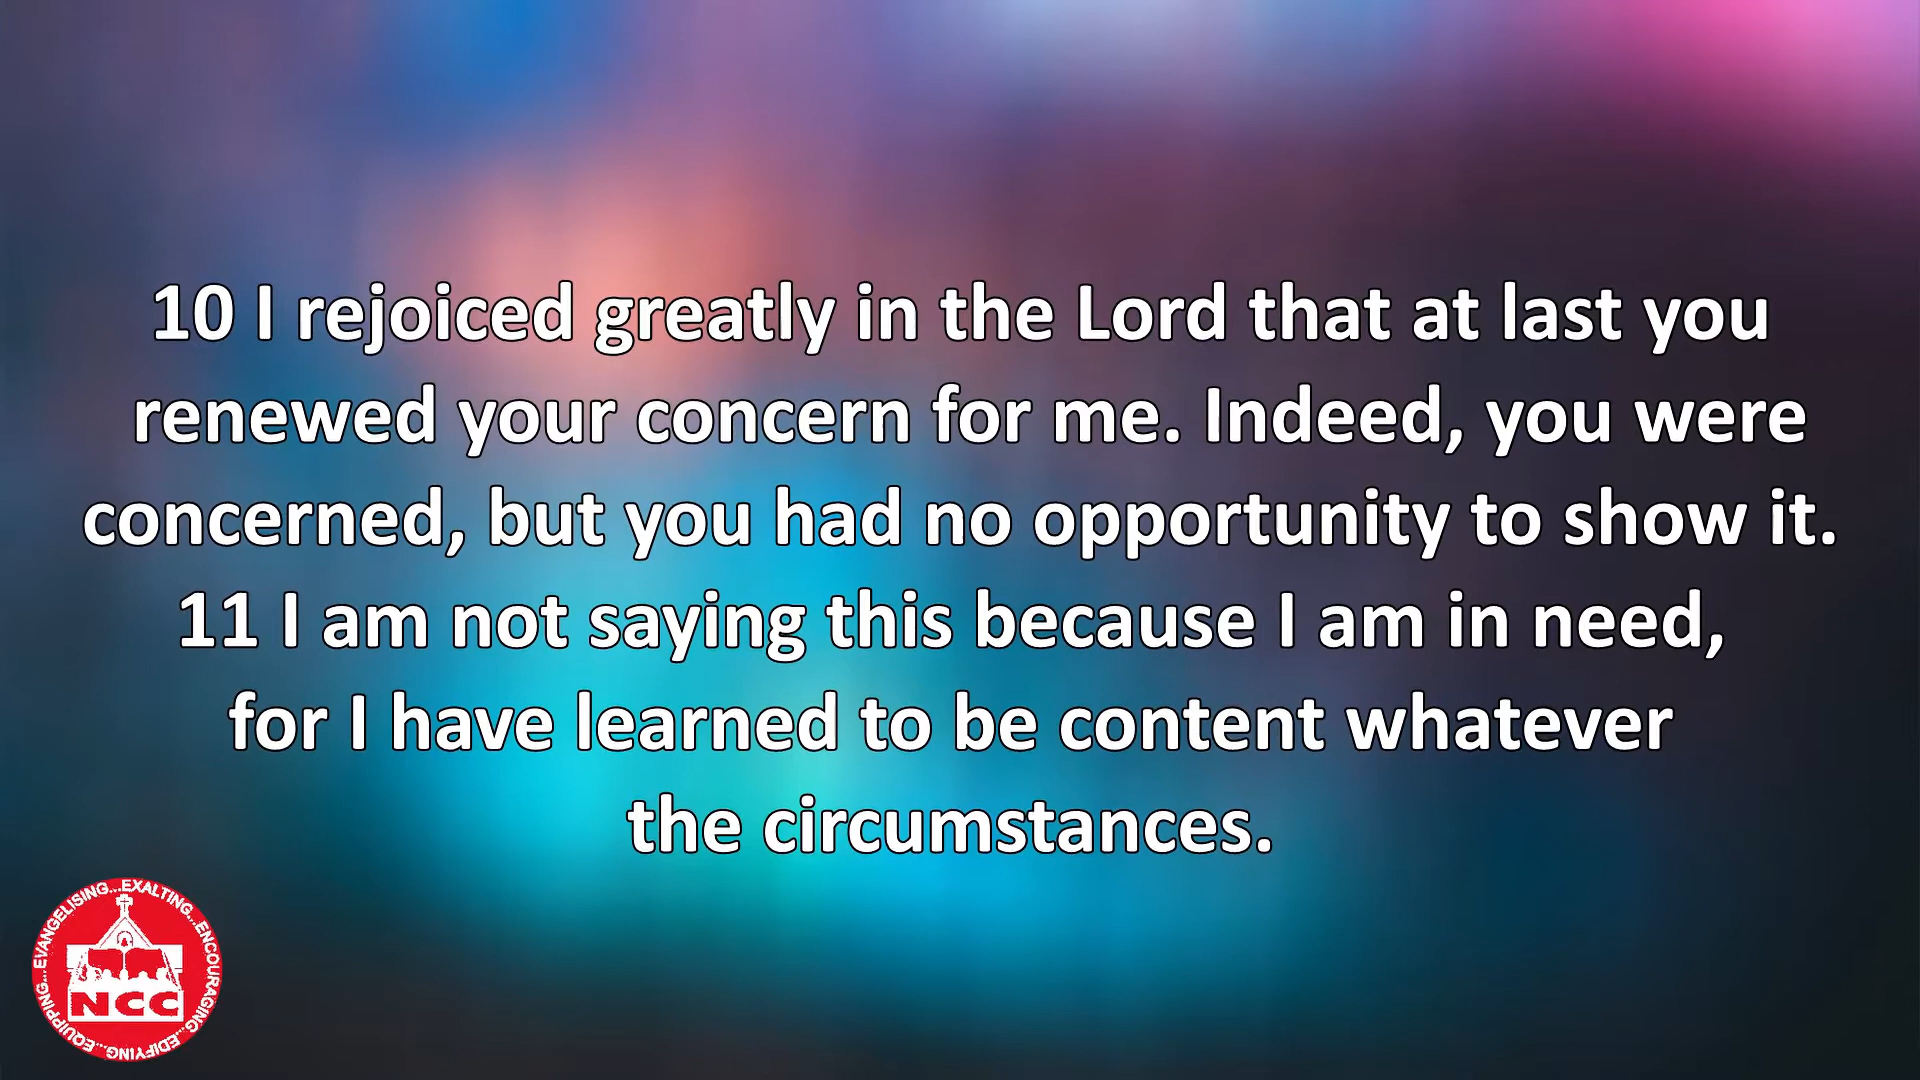 10 I rejoiced greatly in the Lord that at last you
renewed your concern for me. Indeed, you were
concerned, but you had no opportunity to show it.
11 I am not saying this because I am in need,
for I have learned to be content whatever
the circumstances.
EVANGELISING...EXALTING...ENCOURAGING...EDIFYING...EQUIPPING...
NCC